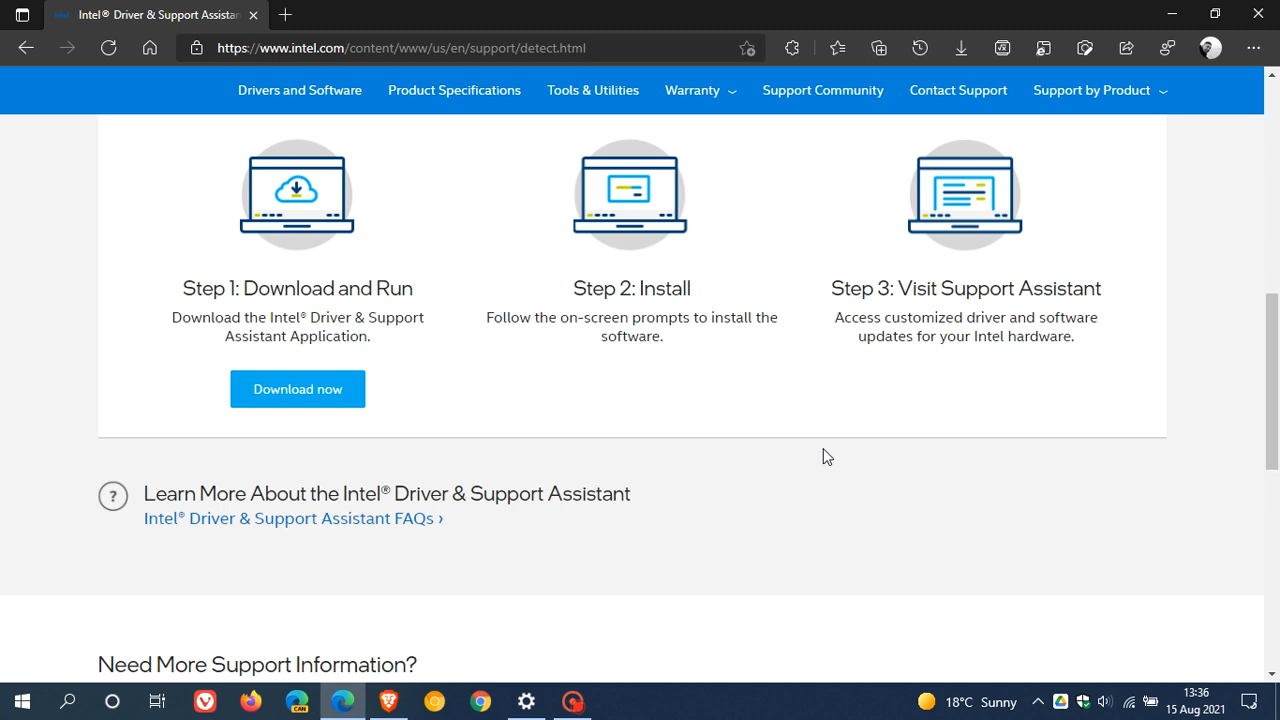 Intel® Driver & Support Assistan
https://www.intel.com/content/www/us/en/support/detect.html
Drivers and Software
Product Specifications
Tools & Utilities
Warranty
Support Community
Contact Support
Support by Product
Step 1: Download and Run
Download the Intel® Driver & Support
Assistant Application.
Download now
Step 2: Install
Follow the on-screen prompts to install the
software.
Step 3: Visit Support Assistant
Access customized driver and software
updates for your Intel hardware.
?
Learn More About the Intel® Driver & Support Assistant
Intel® Driver & Support Assistant FAQs ›
Need More Support Information?
CAN
18°C Sunny
13:36
15 Aug 2021